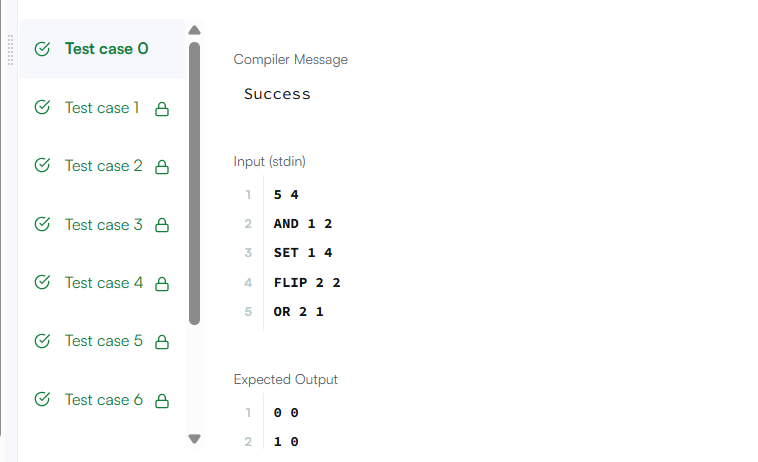 Test case 0
Test case 1
Test case 2
Test case 3
Test case 4
Test case 5
Test case 6
Compiler Message
Success
Input (stdin)
1 5 4
2 AND 1 2
3 SET 1 4
4 FLIP 2 2
5 OR 2 1
Expected Output
1 0 0
2 1 0